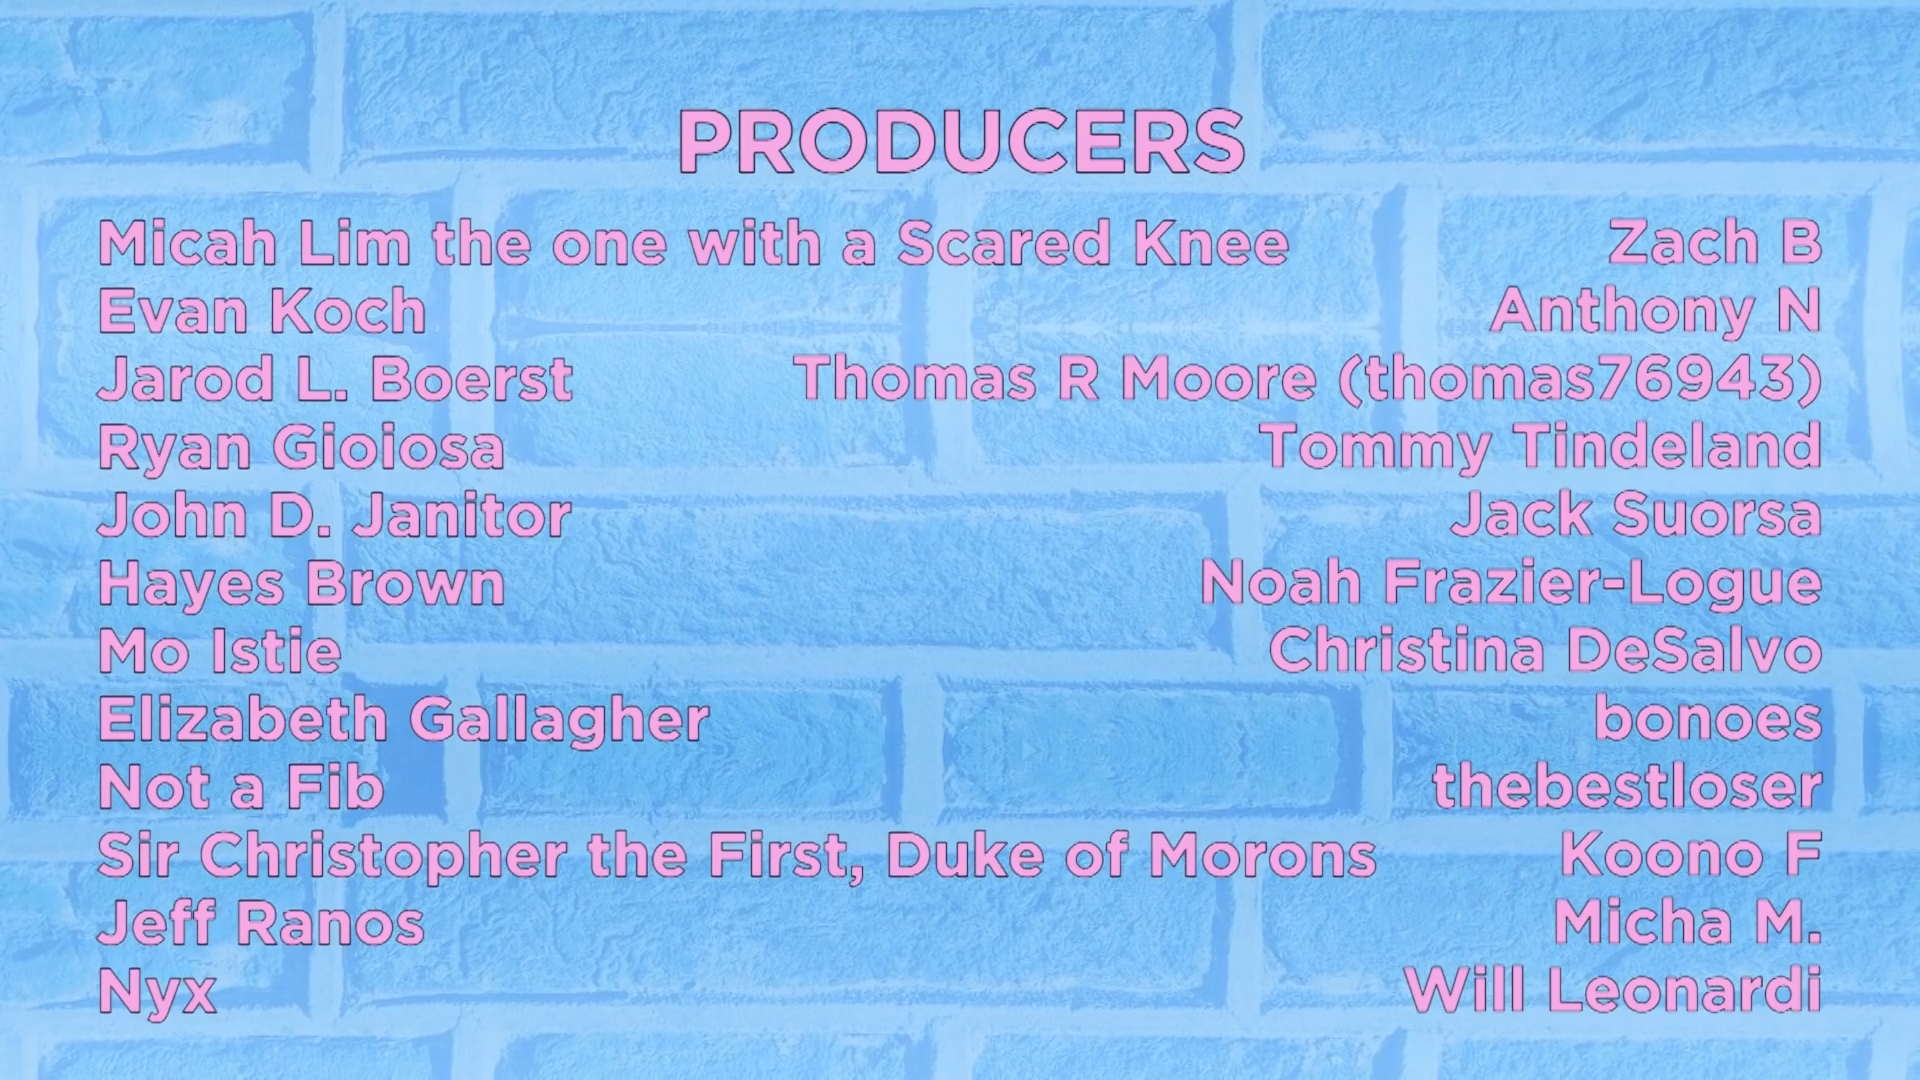 PRODUCERS
Micah Lim the one with a Scared Knee
Evan Koch
Jarod L. Boerst
Ryan Gioiosa
John D. Janitor
Hayes Brown
Mo Istie
Elizabeth Gallagher
Not a Fib
Sir Christopher the First, Duke of Morons
Jeff Ranos
Nyx
Zach B
Anthony N
Thomas R Moore (thomas76943)
Tommy Tindeland
Jack Suorsa
Noah Frazier-Logue
Christina DeSalvo
bonoes
thebestloser
Koono F
Micha M.
Will Leonardi